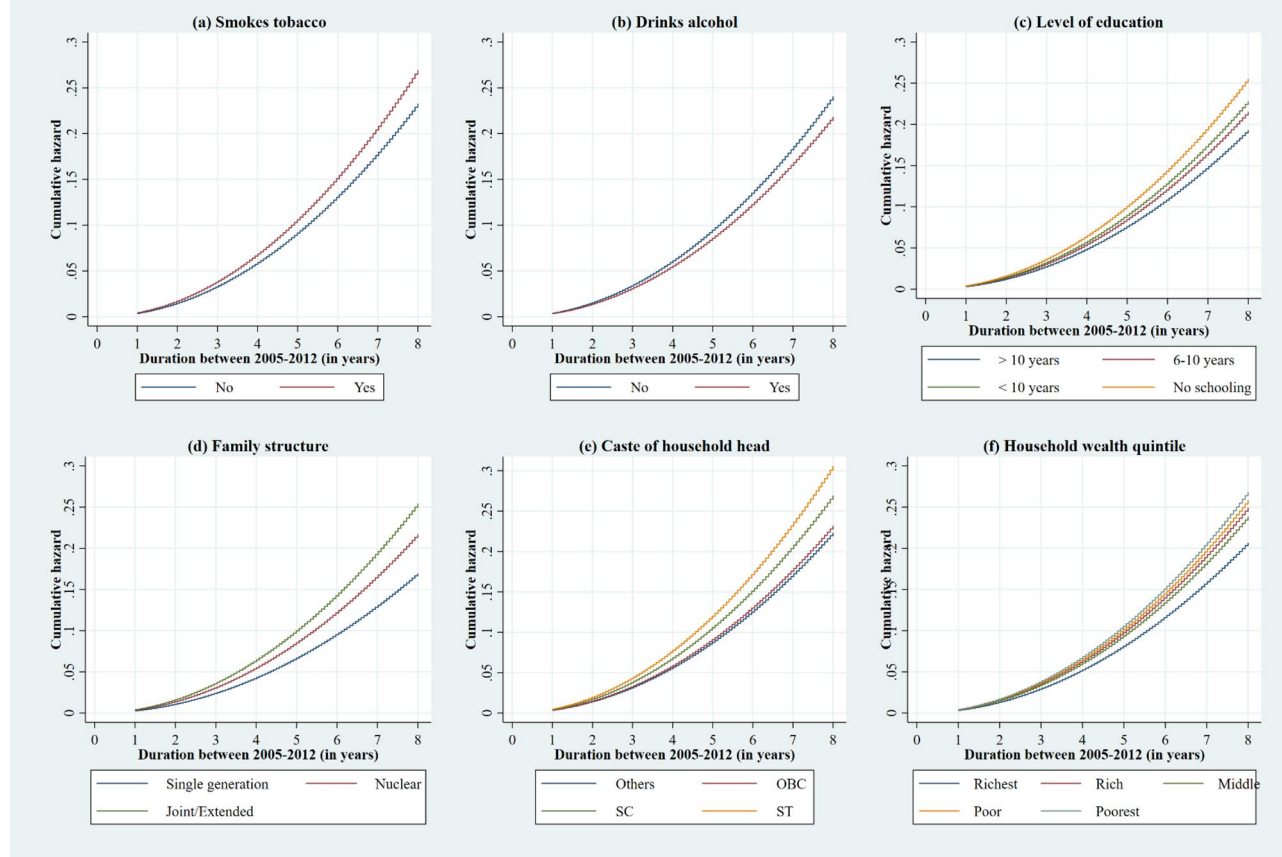 (a) Smokes tobacco
Cumulative hazard
0 .05 .1 .15 .2 .25 .3
0 1 2 3 4 5 6 7 8
Duration between 2005-2012 (in years)
No Yes
(b) Drinks alcohol
Cumulative hazard
0 .05 .1 .15 .2 .25 .3
0 1 2 3 4 5 6 7 8
Duration between 2005-2012 (in years)
No Yes
(c) Level of education
Cumulative hazard
0 .05 .1 .15 .2 .25 .3
0 1 2 3 4 5 6 7 8
Duration between 2005-2012 (in years)
> 10 years 6-10 years
< 10 years No schooling
(d) Family structure
Cumulative hazard
0 .05 .1 .15 .2 .25 .3
0 1 2 3 4 5 6 7 8
Duration between 2005-2012 (in years)
Single generation Nuclear
Joint/Extended
(e) Caste of household head
Cumulative hazard
0 .05 .1 .15 .2 .25 .3
0 1 2 3 4 5 6 7 8
Duration between 2005-2012 (in years)
Others OBC
SC ST
(f) Household wealth quintile
Cumulative hazard
0 .05 .1 .15 .2 .25 .3
0 1 2 3 4 5 6 7 8
Duration between 2005-2012 (in years)
Richest Rich Middle
Poor Poorest